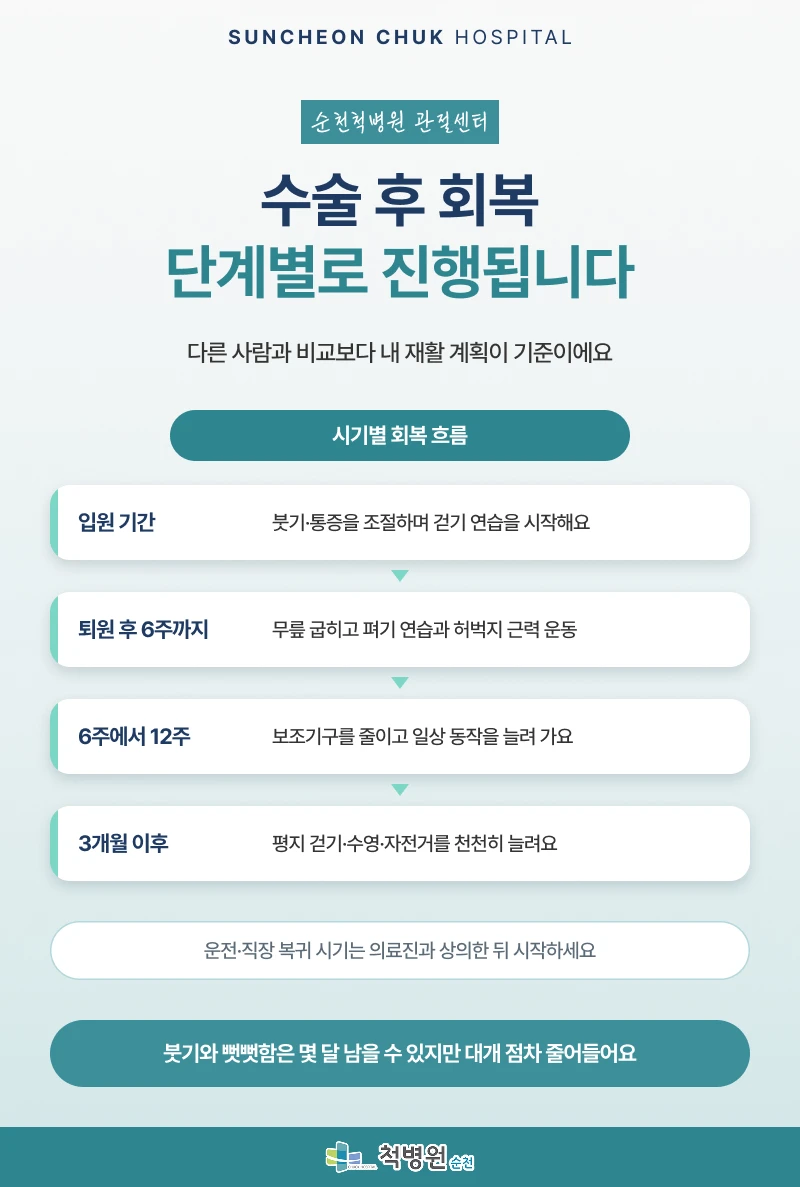 SUNCHEON CHUK HOSPITAL
순천척병원 관절센터
수술 후 회복
단계별로 진행됩니다
다른 사람과 비교보다 내 재활 계획이 기준이에요
시기별 회복 흐름
입원 기간 붓기·통증을 조절하며 걷기 연습을 시작해요
퇴원 후 6주까지 무릎 굽히고 펴기 연습과 허벅지 근력 운동
6주에서 12주 보조기구를 줄이고 일상 동작을 늘려 가요
3개월 이후 평지 걷기·수영·자전거를 천천히 늘려요
운전·직장 복귀 시기는 의료진과 상의한 뒤 시작하세요
붓기와 뻣뻣함은 몇 달 남을 수 있지만 대개 점차 줄어들어요
척병원 순천